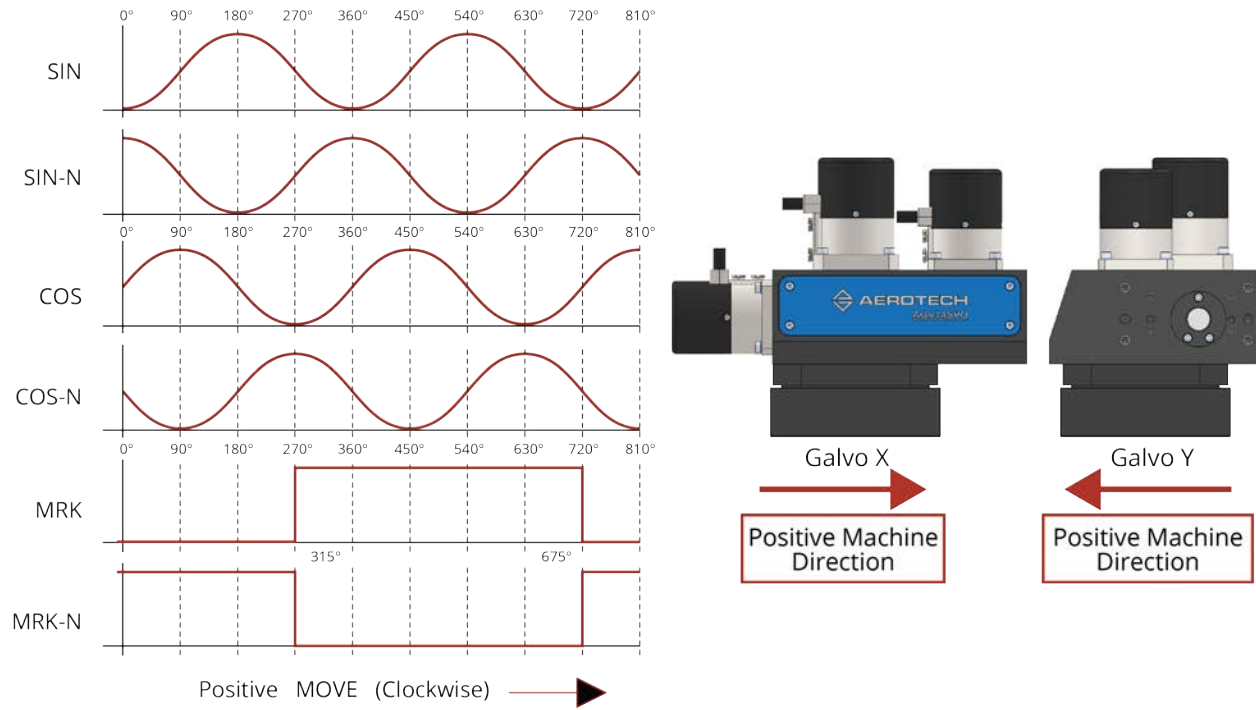 0° 90° 180° 270° 360° 450° 540° 630° 720° 810°
SIN
SIN-N
0° 90° 180° 270° 360° 450° 540° 630° 720° 810°
COS
COS-N
0° 90° 180° 270° 360° 450° 540° 630° 720° 810°
MRK
315° 675°
MRK-N
Positive MOVE (Clockwise)
AEROTECH
Galvo X
Positive Machine
Direction
Galvo Y
Positive Machine
Direction